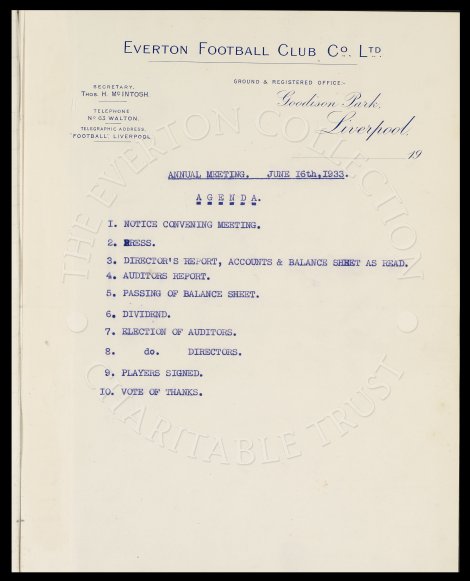 EVERTON FOOTBALL CLUB Co. LTD
SECRETARY,
THOS. H. McINTOSH.
TELEPHONE
No 63 WALTON.
TELEGRAPHIC ADDRESS,
"FOOTBALL", LIVERPOOL
GROUND & REGISTERED OFFICE:-
Goodison Park,
Liverpool,
19
ANNUAL MEETING. JUNE 16th,1933.
AGENDA.
1. NOTICE CONVENING MEETING.
2. PRESS.
3. DIRECTOR'S REPORT, ACCOUNTS & BALANCE SHEET AS READ.
4. AUDITORS REPORT.
5. PASSING OF BALANCE SHEET.
6. DIVIDEND.
7. ELECTION OF AUDITORS.
8. do. DIRECTORS.
9. PLAYERS SIGNED.
10. VOTE OF THANKS.
THE EVERTON COLLECTION
CHARITABLE TRUST